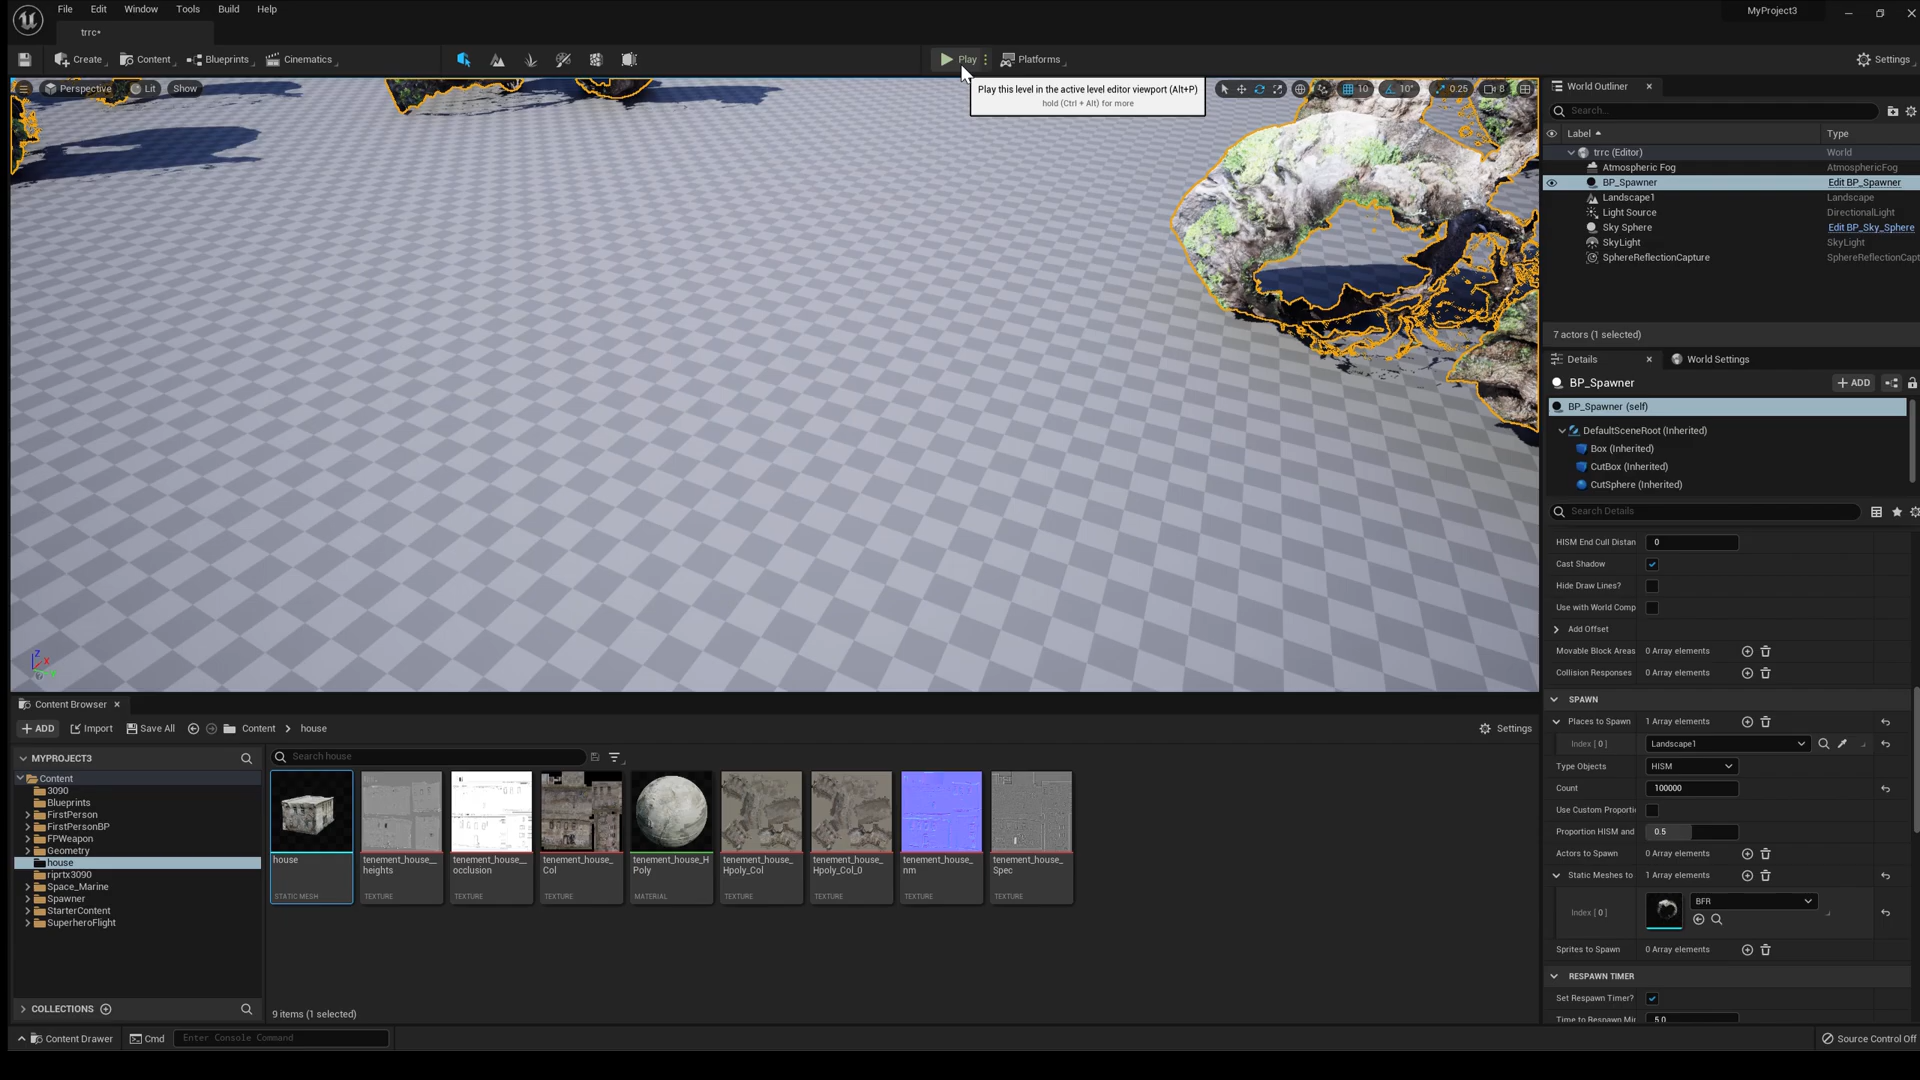 File Edit Window Tools Build Help
MyProject3
trrc•
Create Content Blueprints Cinematics Play Platforms Settings
Perspective Lit Show
10 10° 0.25 8
Play this level in the active level editor viewport (Alt+P)
hold (Ctrl + Alt) for more
World Outliner
Search...
Label Type
trrc (Editor) World
Atmospheric Fog AtmosphericFog
BP_Spawner Edit BP_Spawner
Landscape1 Landscape
Light Source DirectionalLight
Sky Sphere Edit BP_Sky_Sphere
SkyLight SkyLight
SphereReflectionCapture SphereReflectionCapt
7 actors (1 selected)
Details World Settings
BP_Spawner ADD
BP_Spawner (self)
DefaultSceneRoot (Inherited)
Box (Inherited)
CutBox (Inherited)
CutSphere (Inherited)
Search Details
HISM End Cull Distan 0
Cast Shadow
Hide Draw Lines?
Use with World Comp
Add Offset
Movable Block Areas 0 Array elements
Collision Responses 0 Array elements
SPAWN
Places to Spawn 1 Array elements
Index [ 0 ] Landscape1
Type Objects HISM
Count 100000
Use Custom Proporti
Proportion HISM and 0.5
Actors to Spawn 0 Array elements
Static Meshes to 1 Array elements
Index [ 0 ] BFR
Sprites to Spawn 0 Array elements
RESPAWN TIMER
Set Respawn Timer?
Time to Respawn Mi 5.0
Z X
Content Browser
ADD Import Save All Content house Settings
MYPROJECT3
Search house
Content
3090
Blueprints
FirstPerson
FirstPersonBP
FPWeapon
Geometry
house
riprtx3090
Space_Marine
Spawner
StarterContent
SuperheroFlight
house
STATIC MESH
tenement_house__
heights
TEXTURE
tenement_house__
occlusion
TEXTURE
tenement_house_
Col
TEXTURE
tenement_house_H
Poly
MATERIAL
tenement_house_
Hpoly_Col
TEXTURE
tenement_house_
Hpoly_Col_0
TEXTURE
tenement_house_
nm
TEXTURE
tenement_house_
Spec
TEXTURE
COLLECTIONS
9 items (1 selected)
Content Drawer Cmd Enter Console Command Source Control Off